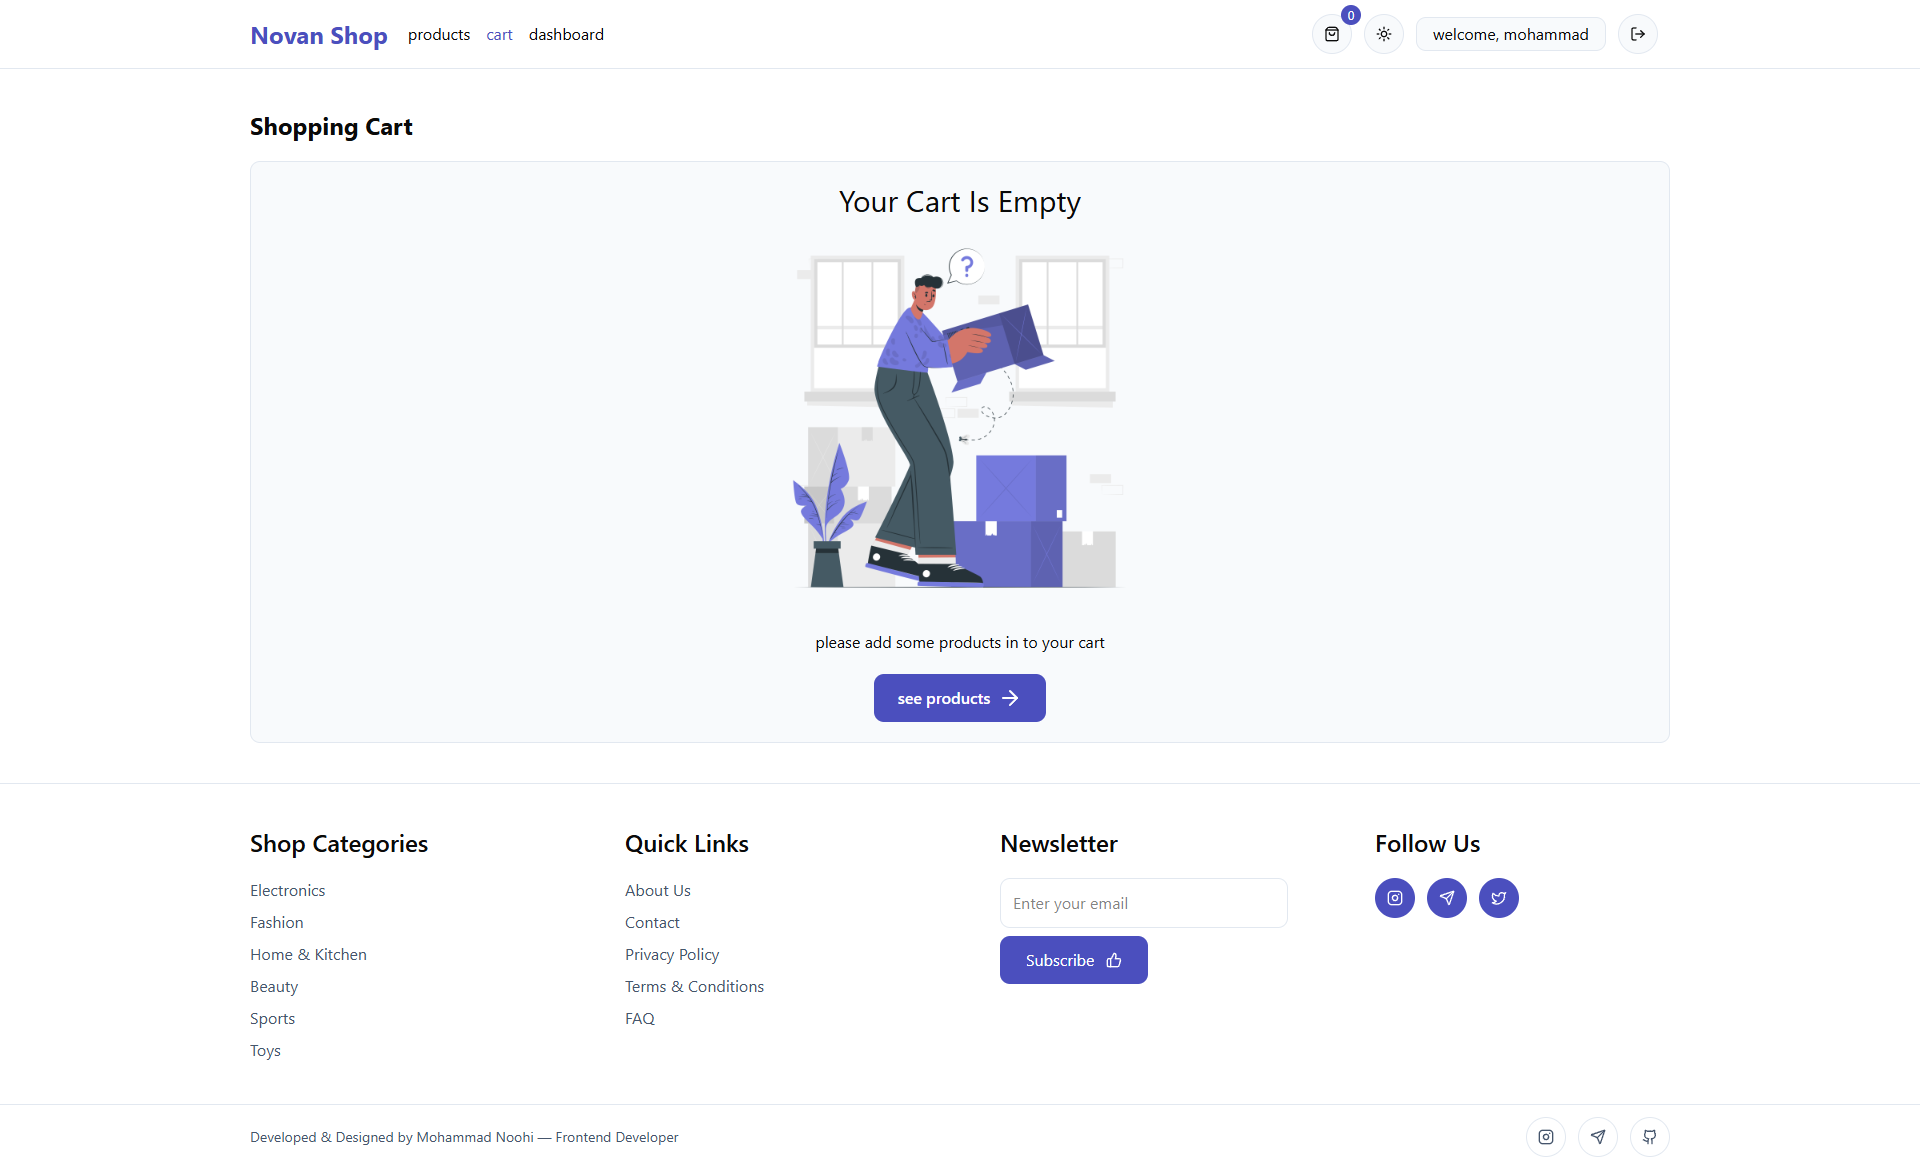 Novan Shop products cart dashboard 0 welcome, mohammad
Shopping Cart
Your Cart Is Empty
?
please add some products in to your cart
see products
Shop Categories
Electronics
Fashion
Home & Kitchen
Beauty
Sports
Toys
Quick Links
About Us
Contact
Privacy Policy
Terms & Conditions
FAQ
Newsletter
Enter your email
Subscribe
Follow Us
Developed & Designed by Mohammad Noohi — Frontend Developer